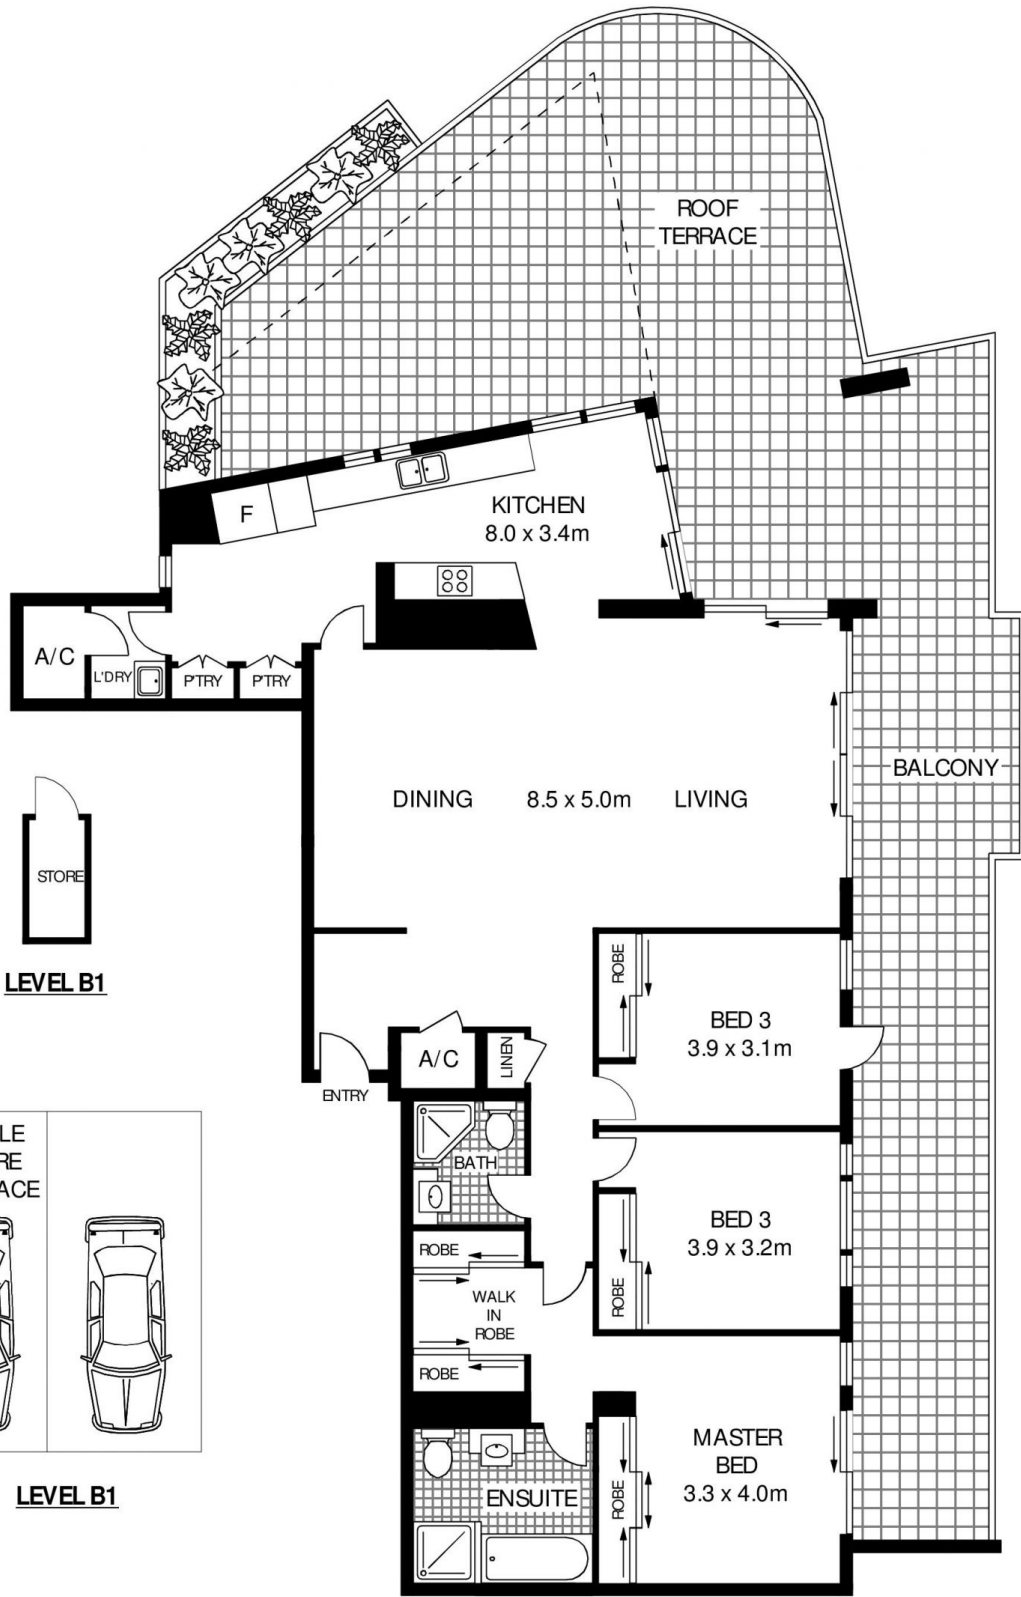 ROOF
TERRACE
KITCHEN
8.0 x 3.4m
F
A/C
L'DRY
P'TRY
P'TRY
BALCONY
DINING
8.5 x 5.0m
LIVING
STORE
LEVEL B1
ROBE
BED 3
3.9 x 3.1m
A/C
LINEN
ENTRY
BATH
BED 3
3.9 x 3.2m
ROBE
ROBE
WALK
IN
ROBE
ROBE
MASTER
BED
3.3 x 4.0m
ROBE
ENSUITE
LEVEL B1